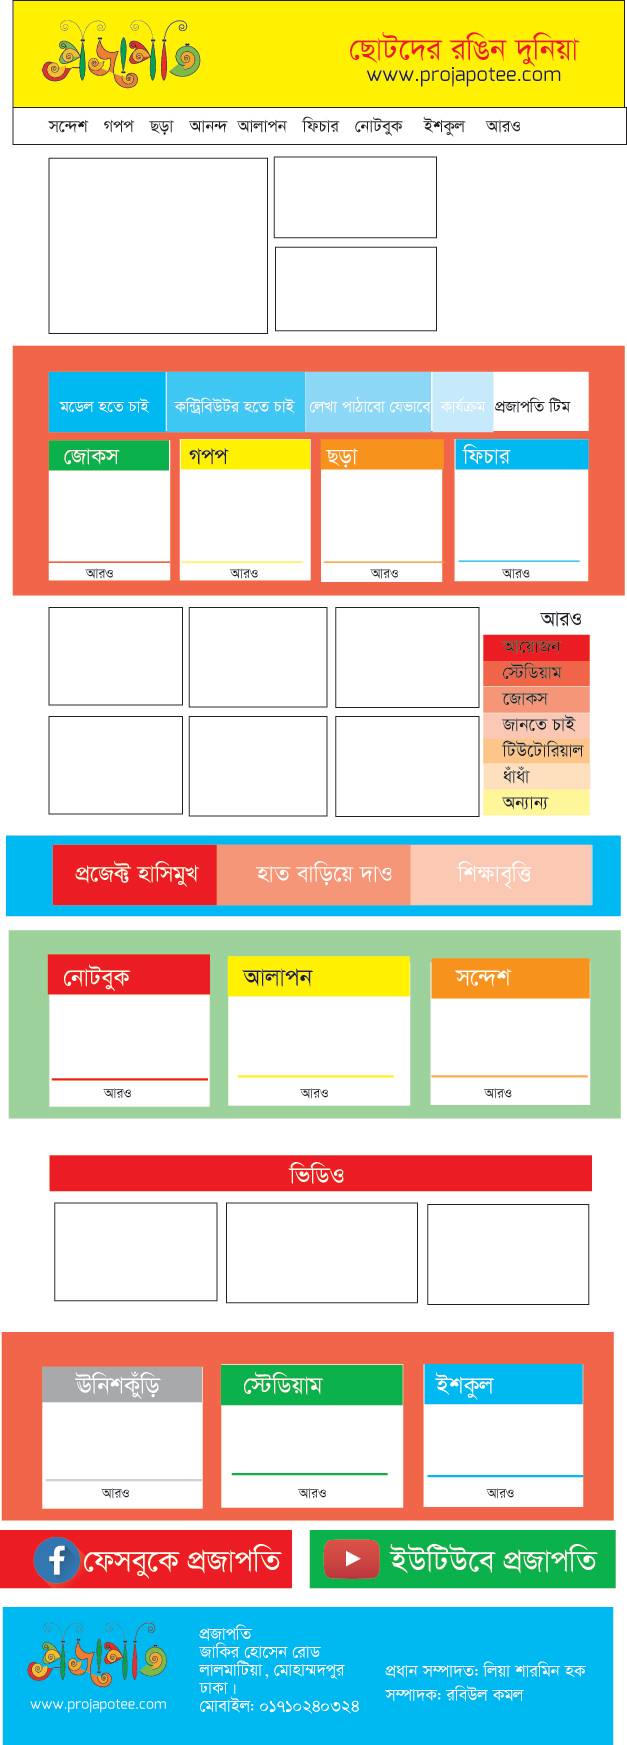 প্রজাপতি
ছোটদের রঙিন দুনিয়া
www.projapotee.com
সন্দেশ গপপ ছড়া আনন্দ আলাপন ফিচার নোটবুক ইশকুল আরও
মডেল হতে চাই কন্ট্রিবিউটর হতে চাই লেখা পাঠাবো যেভাবে কার্যক্রম প্রজাপতি টিম
জোকস গপপ ছড়া ফিচার
আরও আরও আরও আরও
আরও
আয়োজন
স্টেডিয়াম
জোকস
জানতে চাই
টিউটোরিয়াল
ধাঁধাঁ
অন্যান্য
প্রজেক্ট হাসিমুখ হাত বাড়িয়ে দাও শিক্ষাবৃত্তি
নোটবুক আলাপন সন্দেশ
আরও আরও আরও
ভিডিও
ঊনিশকুঁড়ি স্টেডিয়াম ইশকুল
আরও আরও আরও
ফেসবুকে প্রজাপতি ইউটিউবে প্রজাপতি
প্রজাপতি
www.projapotee.com
প্রজাপতি
জাকির হোসেন রোড
লালমাটিয়া, মোহাম্মদপুর
ঢাকা।
মোবাইল: ০১৭১০২৪০৩২৪
প্রধান সম্পাদত: লিয়া শারমিন হক
সম্পাদক: রবিউল কমল